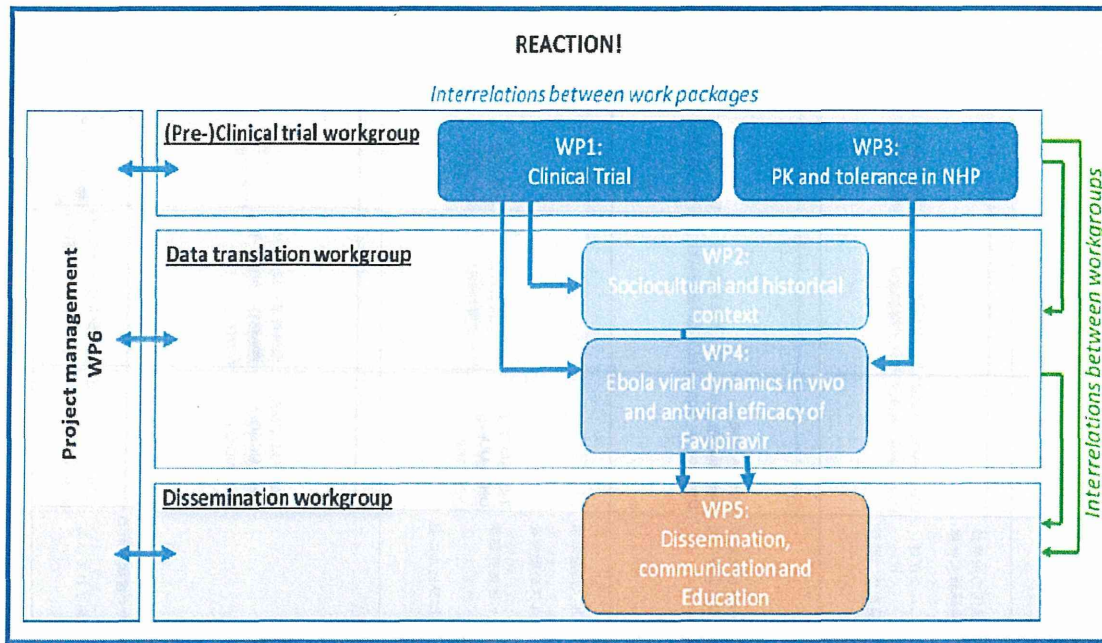 REACTION!
Interrelations between work packages
(Pre-)Clinical trial workgroup
WP1:
Clinical Trial
WP3:
PK and tolerance in NHP
Data translation workgroup
WP2:
Sociocultural and historical
context
WP4:
Ebola viral dynamics in vivo
and antiviral efficacy of
Favipiravir
Dissemination workgroup
WP5:
Dissemination,
communication and
Education
Project management
WP6
Interrelations between workgroups